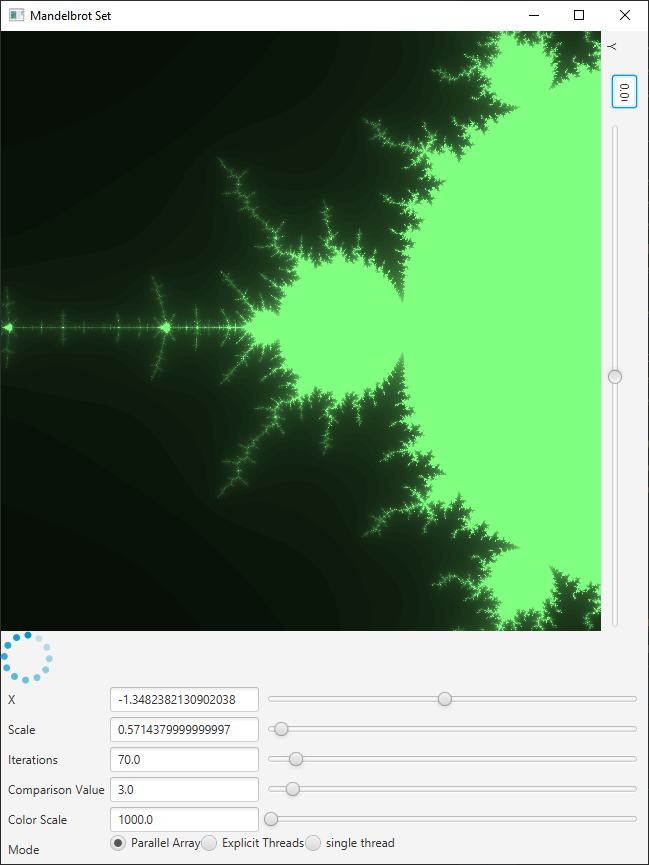 Mandelbrot Set
Y
0.01
X -1.3482382130902038
Scale 0.5714379999999997
Iterations 70.0
Comparison Value 3.0
Color Scale 1000.0
Mode Parallel Array Explicit Threads single thread